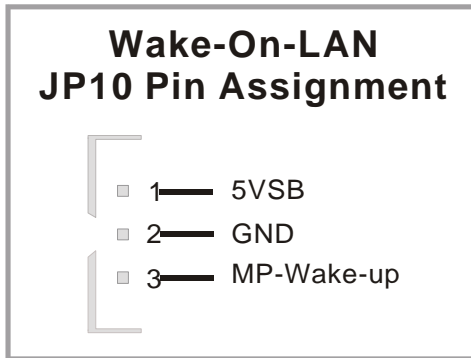 Wake-On-LAN
JP10 Pin Assignment
1 5VSB
2 GND
3 MP-Wake-up